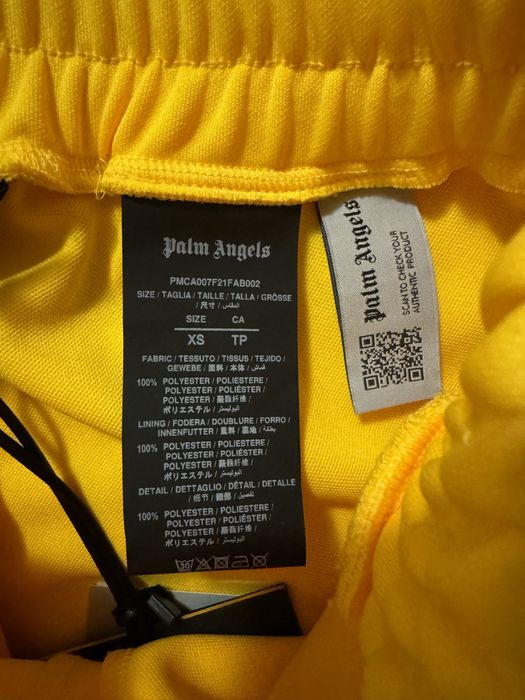 Palm Angels
PMCA007F21FAB002
SIZE / TAGLIA / TAILLE / TALLA / GRÖSSE
/ 尺寸 / المقاس
SIZE CA
XS TP
FABRIC / TESSUTO / TISSUS / TEJIDO /
GEWEBE / 面料 / 本体 / قماش
100% POLYESTER / POLIESTERE /
POLYESTER / POLIÉSTER /
POLYESTER / 聚酯纤维 /
ポリエステル / البوليستر
LINING / FODERA / DOUBLURE / FORRO /
INNENFUTTER / 里料 / 裏地 / بطانة
100% POLYESTER / POLIESTERE /
POLYESTER / POLIÉSTER /
POLYESTER / 聚酯纤维 /
ポリエステル / البوليستر
DETAIL / DETTAGLIO / DÉTAIL / DETALLE
/ 细节 / 細部 / تفصيل
100% POLYESTER / POLIESTERE /
POLYESTER / POLIÉSTER /
POLYESTER / 聚酯纤维 /
ポリエステル / البوليستر
30
Palm Angels
SCAN TO CHECK YOUR
AUTHENTIC PRODUCT